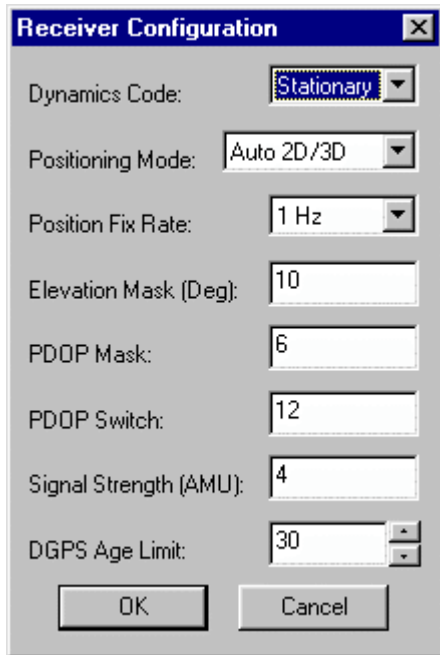 Receiver Configuration
Dynamics Code: Stationary
Positioning Mode: Auto 2D/3D
Position Fix Rate: 1 Hz
Elevation Mask (Deg): 10
PDOP Mask: 6
PDOP Switch: 12
Signal Strength (AMU): 4
DGPS Age Limit: 30
OK Cancel